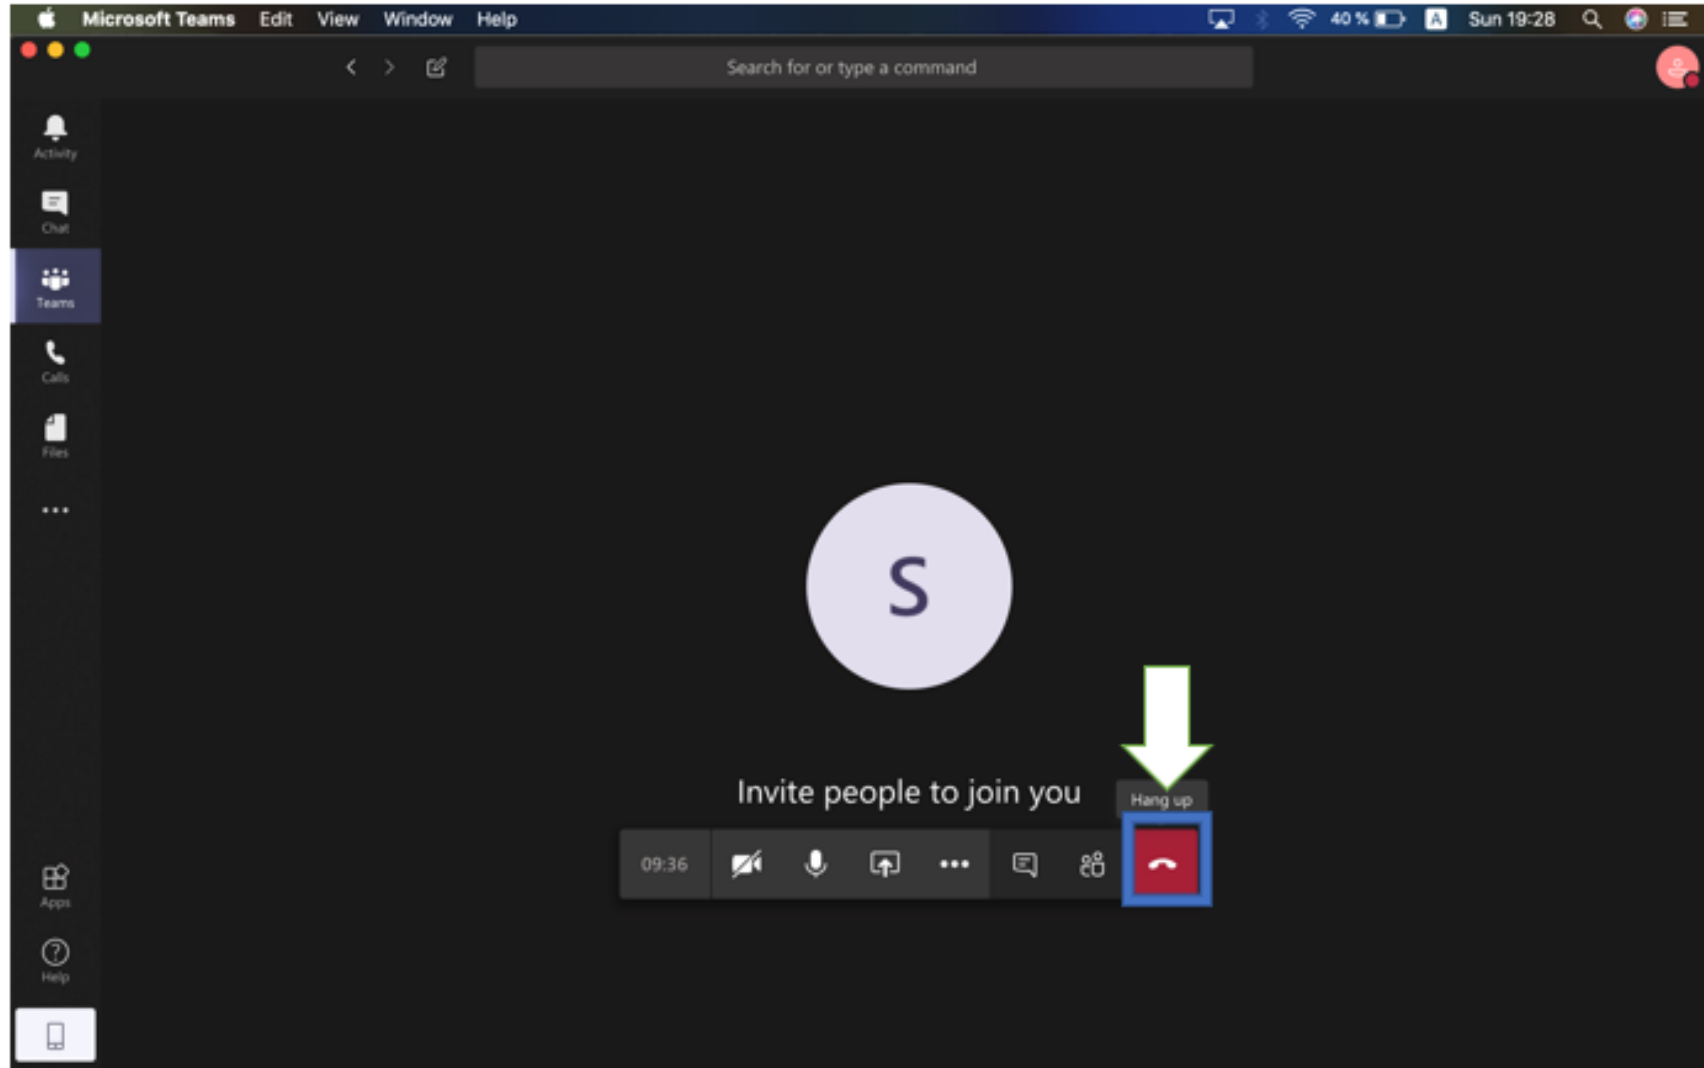 Microsoft Teams Edit View Window Help 40 % A Sun 19:28
Search for or type a command
Activity
Chat
Teams
Calls
Files
S
Invite people to join you
Hang up
09:36
Apps
Help